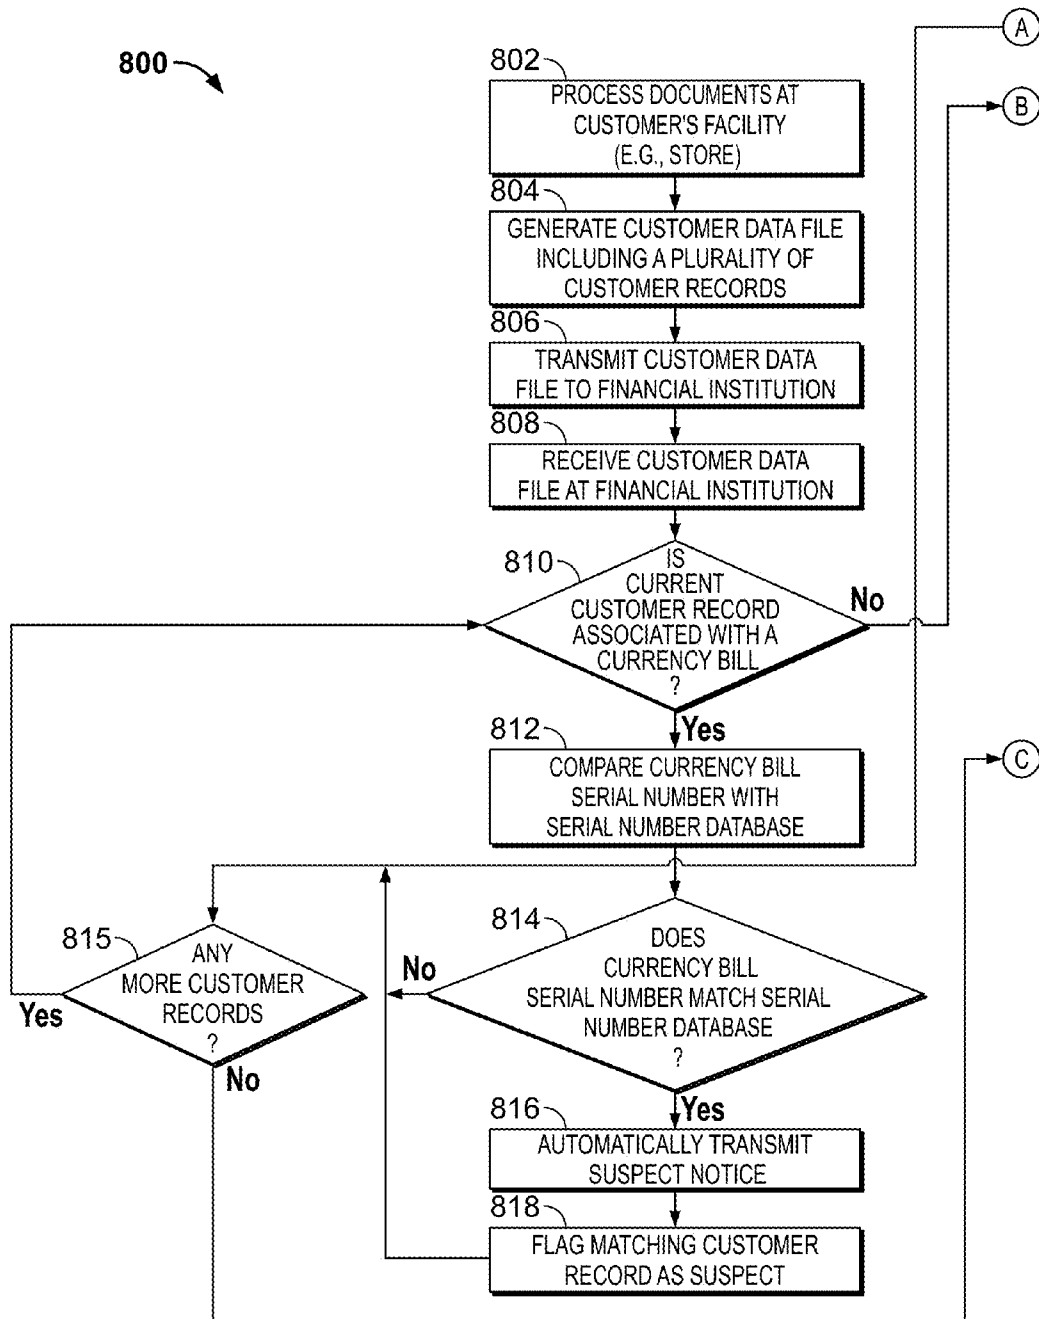 A
800
802
PROCESS DOCUMENTS AT
CUSTOMER'S FACILITY
(E.G., STORE)
B
804
GENERATE CUSTOMER DATA FILE
INCLUDING A PLURALITY OF
CUSTOMER RECORDS
806
TRANSMIT CUSTOMER DATA
FILE TO FINANCIAL INSTITUTION
808
RECEIVE CUSTOMER DATA
FILE AT FINANCIAL INSTITUTION
810
IS
CURRENT
CUSTOMER RECORD
ASSOCIATED WITH A
CURRENCY BILL
?
No
Yes
812
COMPARE CURRENCY BILL
SERIAL NUMBER WITH
SERIAL NUMBER DATABASE
C
815
ANY
MORE CUSTOMER
RECORDS
?
Yes
No
814
DOES
CURRENCY BILL
SERIAL NUMBER MATCH SERIAL
NUMBER DATABASE
?
No
Yes
816
AUTOMATICALLY TRANSMIT
SUSPECT NOTICE
818
FLAG MATCHING CUSTOMER
RECORD AS SUSPECT